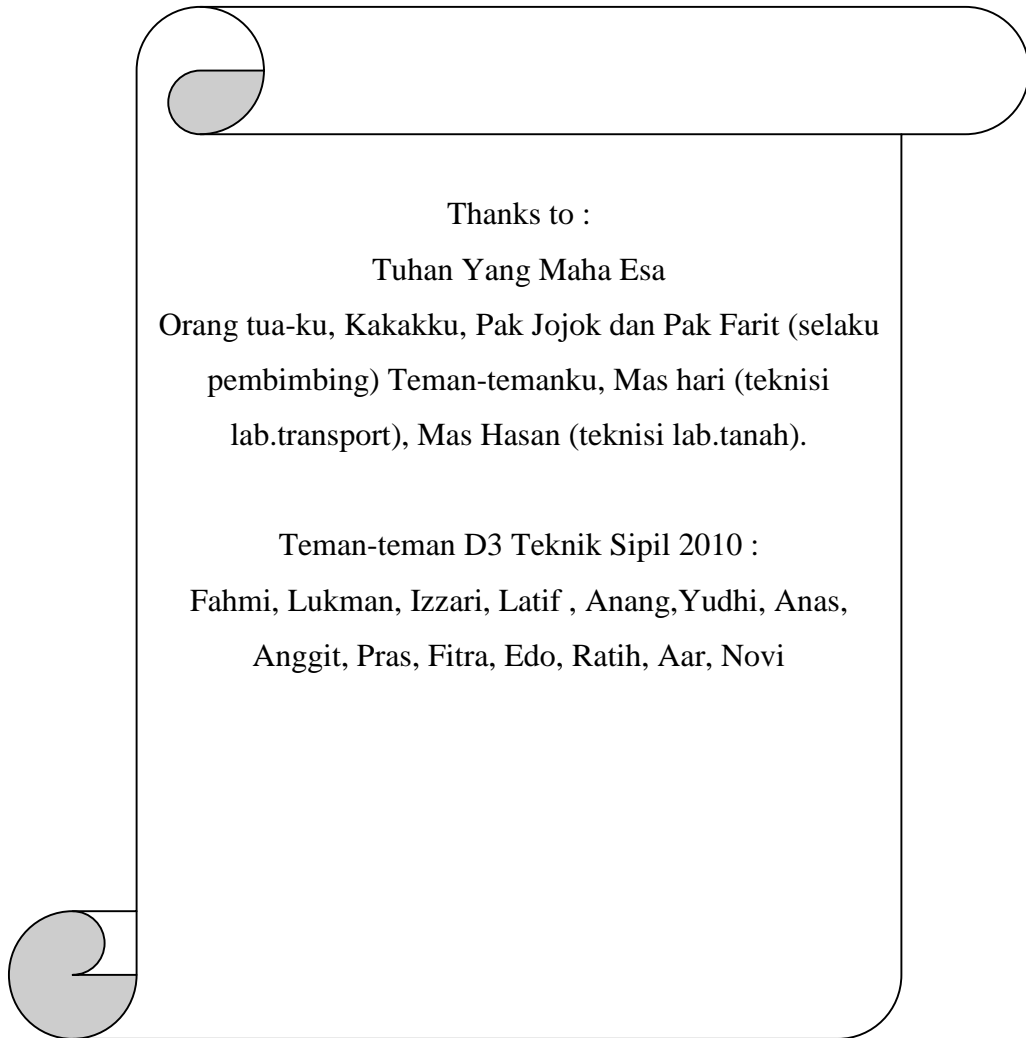 Thanks to :
Tuhan Yang Maha Esa
Orang tua-ku, Kakakku, Pak Jojok dan Pak Farit (selaku
pembimbing) Teman-temanku, Mas hari (teknisi
lab.transport), Mas Hasan (teknisi lab.tanah).
Teman-teman D3 Teknik Sipil 2010 :
Fahmi, Lukman, Izzari, Latif , Anang,Yudhi, Anas,
Anggit, Pras, Fitra, Edo, Ratih, Aar, Novi